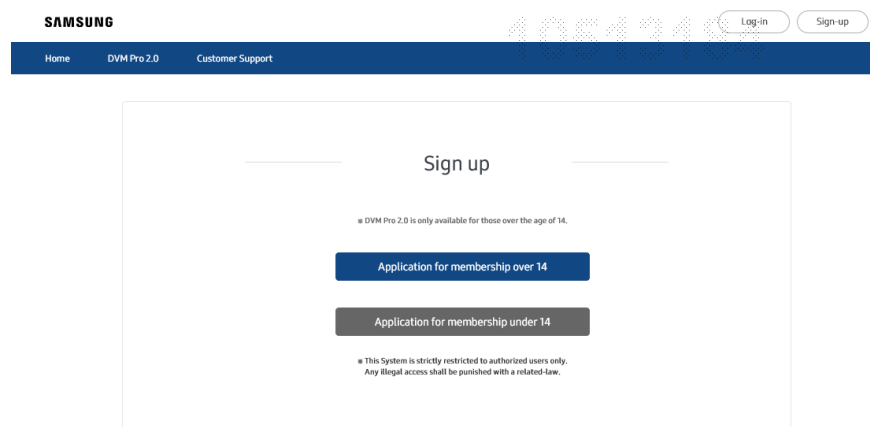 SAMSUNG
Log-in
Sign-up
Home
DVM Pro 2.0
Customer Support
Sign up
※ DVM Pro 2.0 is only available for those over the age of 14.
Application for membership over 14
Application for membership under 14
※ This System is strictly restricted to authorized users only.
Any illegal access shall be punished with a related-law.